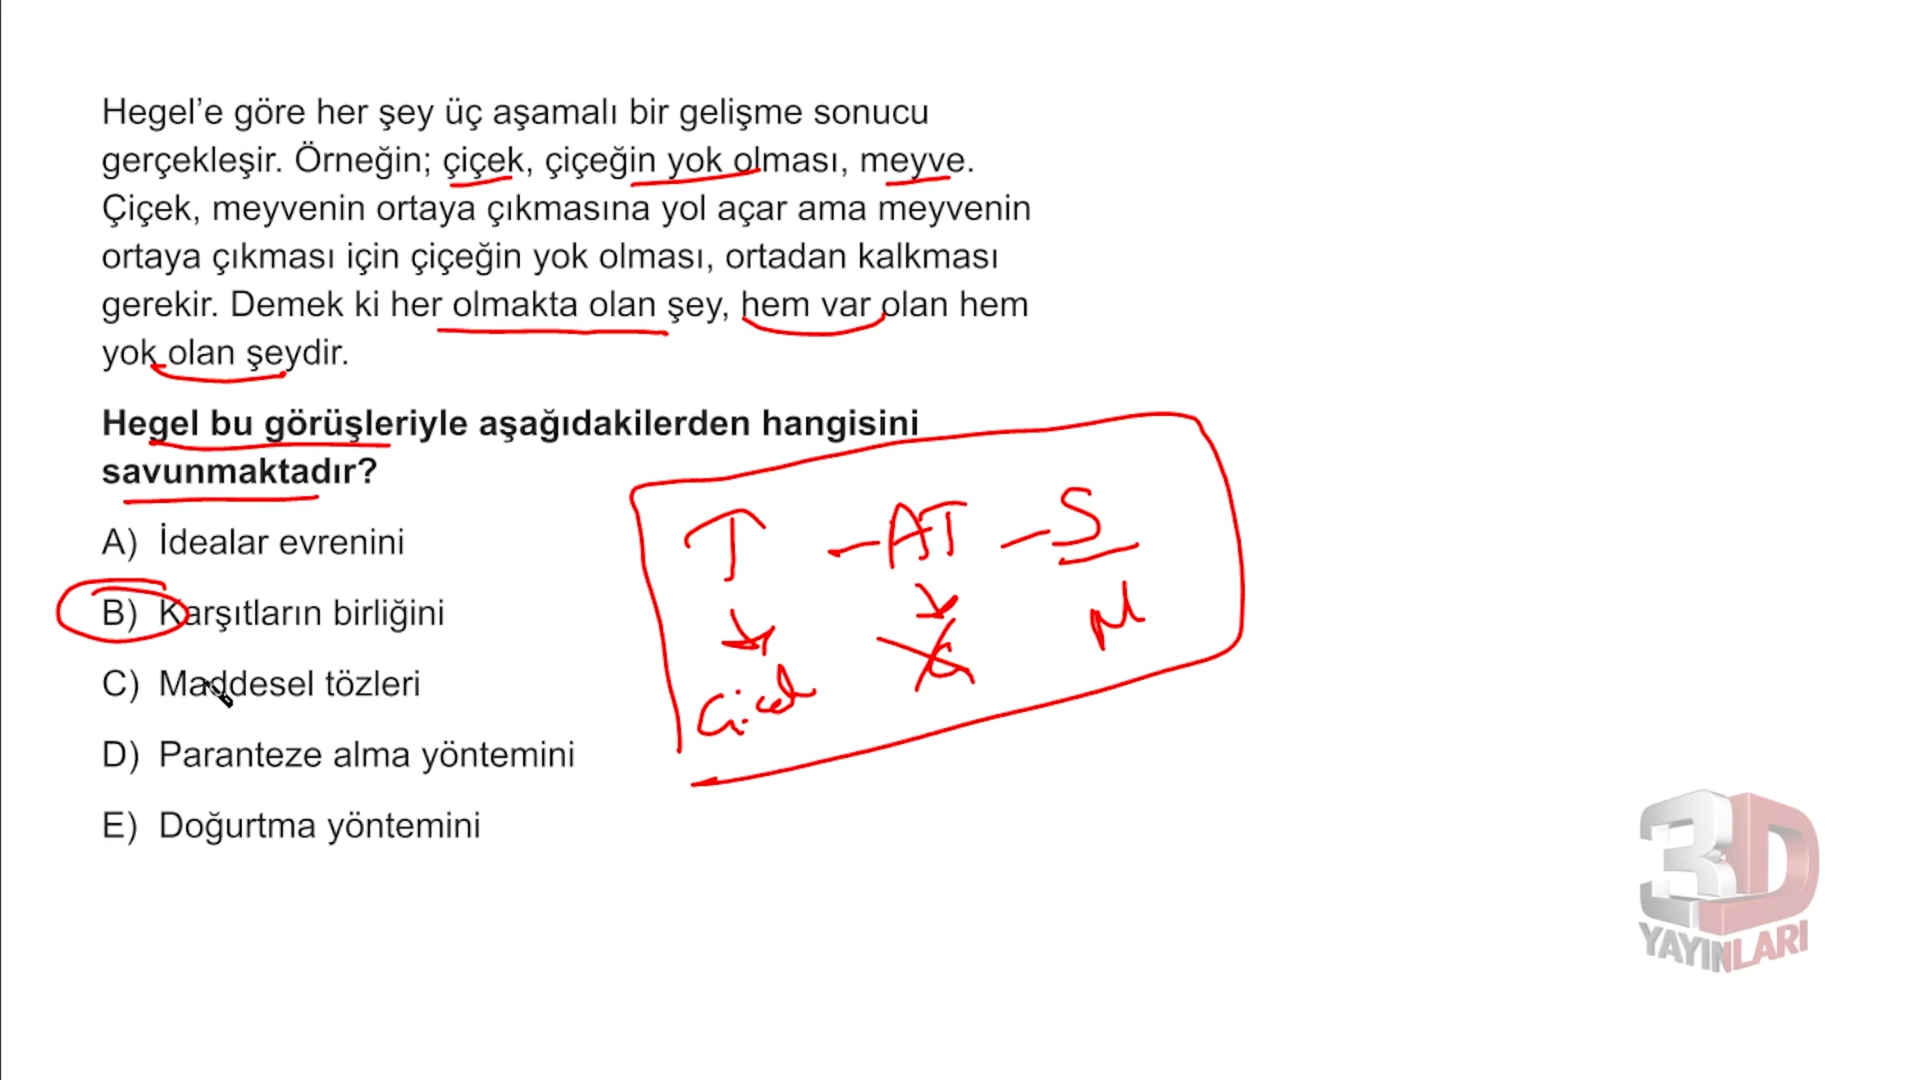 Hegel’e göre her şey üç aşamalı bir gelişme sonucu
gerçekleşir. Örneğin; çiçek, çiçeğin yok olması, meyve.
Çiçek, meyvenin ortaya çıkmasına yol açar ama meyvenin
ortaya çıkması için çiçeğin yok olması, ortadan kalkması
gerekir. Demek ki her olmakta olan şey, hem var olan hem
yok olan şeydir.
Hegel bu görüşleriyle aşağıdakilerden hangisini
savunmaktadır?
A) İdealar evrenini
B) Karşıtların birliğini
C) Maddesel tözleri
D) Paranteze alma yöntemini
E) Doğurtma yöntemini
T - AT - S
Çiçek Ç M
3D
YAYINLARI